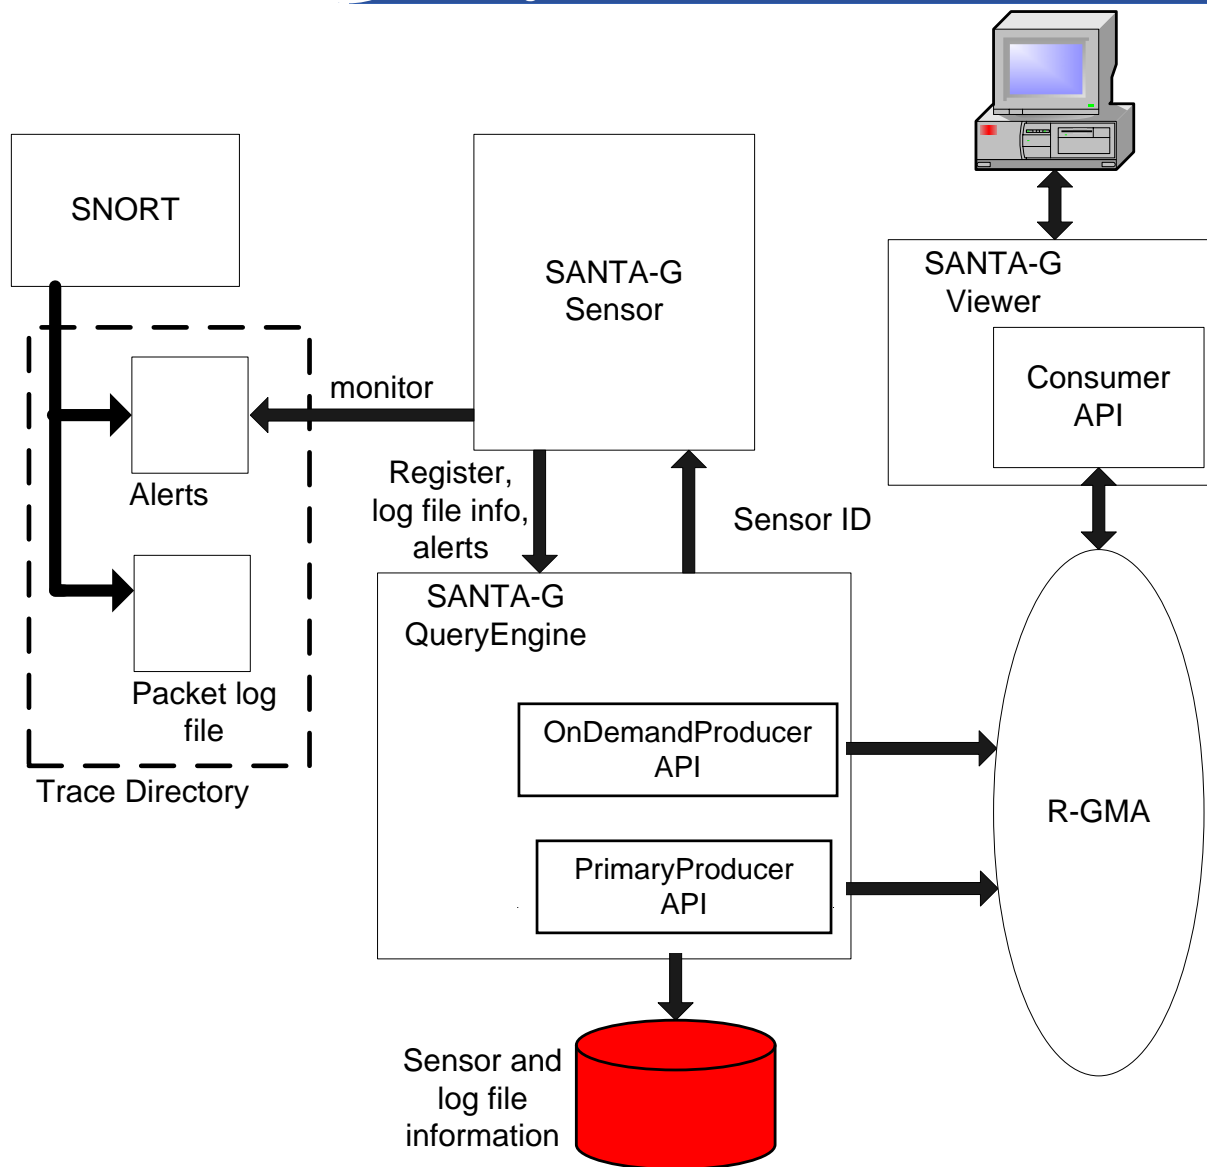 SNORT
SANTA-G
Sensor
SANTA-G
Viewer
Consumer
API
monitor
Alerts
Register,
log file info,
alerts
Sensor ID
SANTA-G
QueryEngine
Packet log
file
Trace Directory
OnDemandProducer
API
PrimaryProducer
API
R-GMA
Sensor and
log file
information